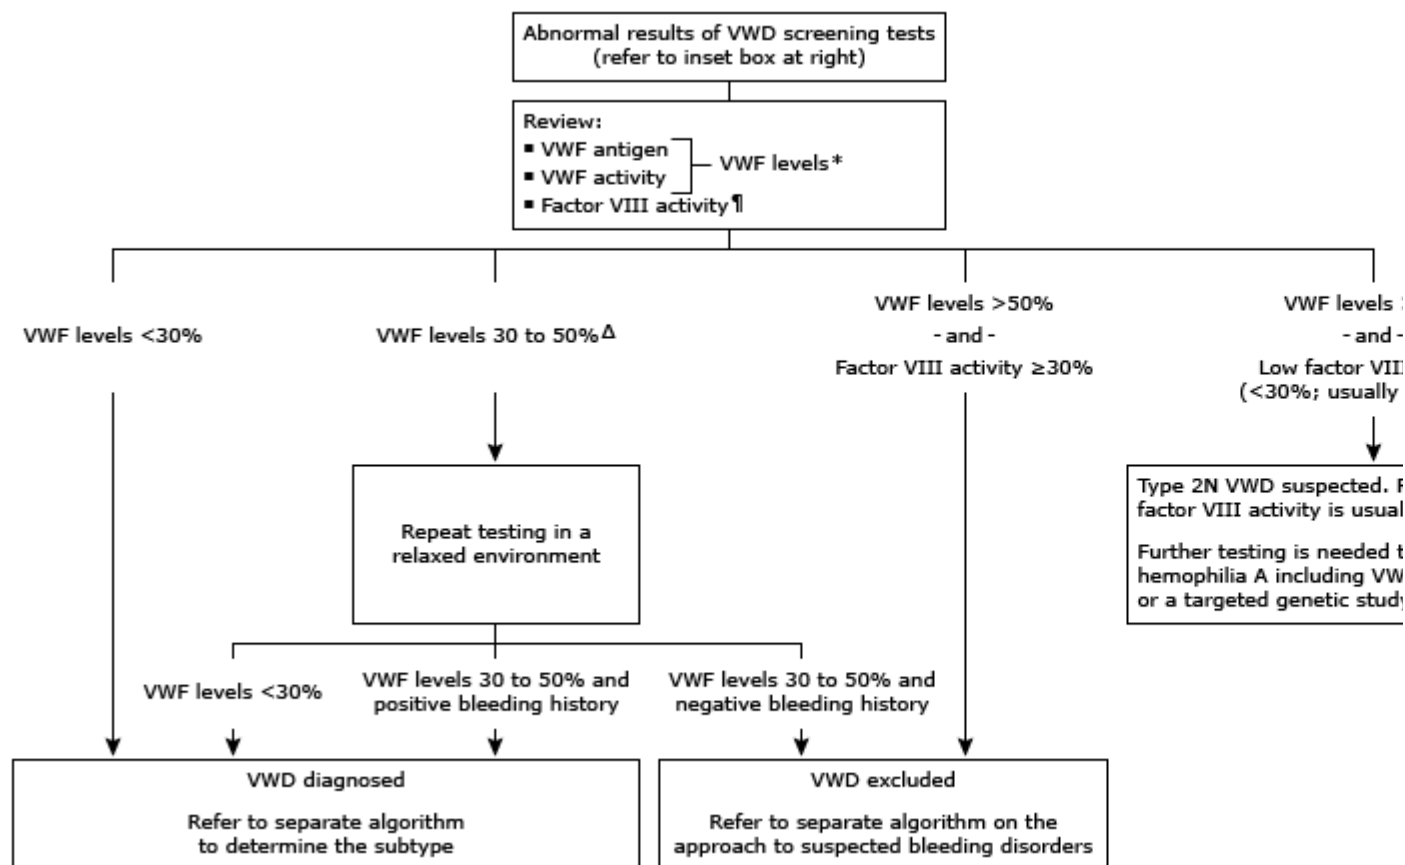 Abnormal results of VWD screening tests
(refer to inset box at right)
Review:
▪ VWF antigen
▪ VWF activity
VWF levels*
▪ Factor VIII activity¶
VWF levels <30%
VWF levels 30 to 50%Δ
VWF levels >50%
- and -
Factor VIII activity ≥30%
VWF levels
- and -
Low factor VIII
(<30%; usually
Repeat testing in a
relaxed environment
Type 2N VWD suspected.
factor VIII activity is
Further testing is needed
hemophilia A including
or a targeted genetic study
VWF levels <30%
VWF levels 30 to 50% and
positive bleeding history
VWF levels 30 to 50% and
negative bleeding history
VWD diagnosed
Refer to separate algorithm
to determine the subtype
VWD excluded
Refer to separate algorithm on the
approach to suspected bleeding disorders